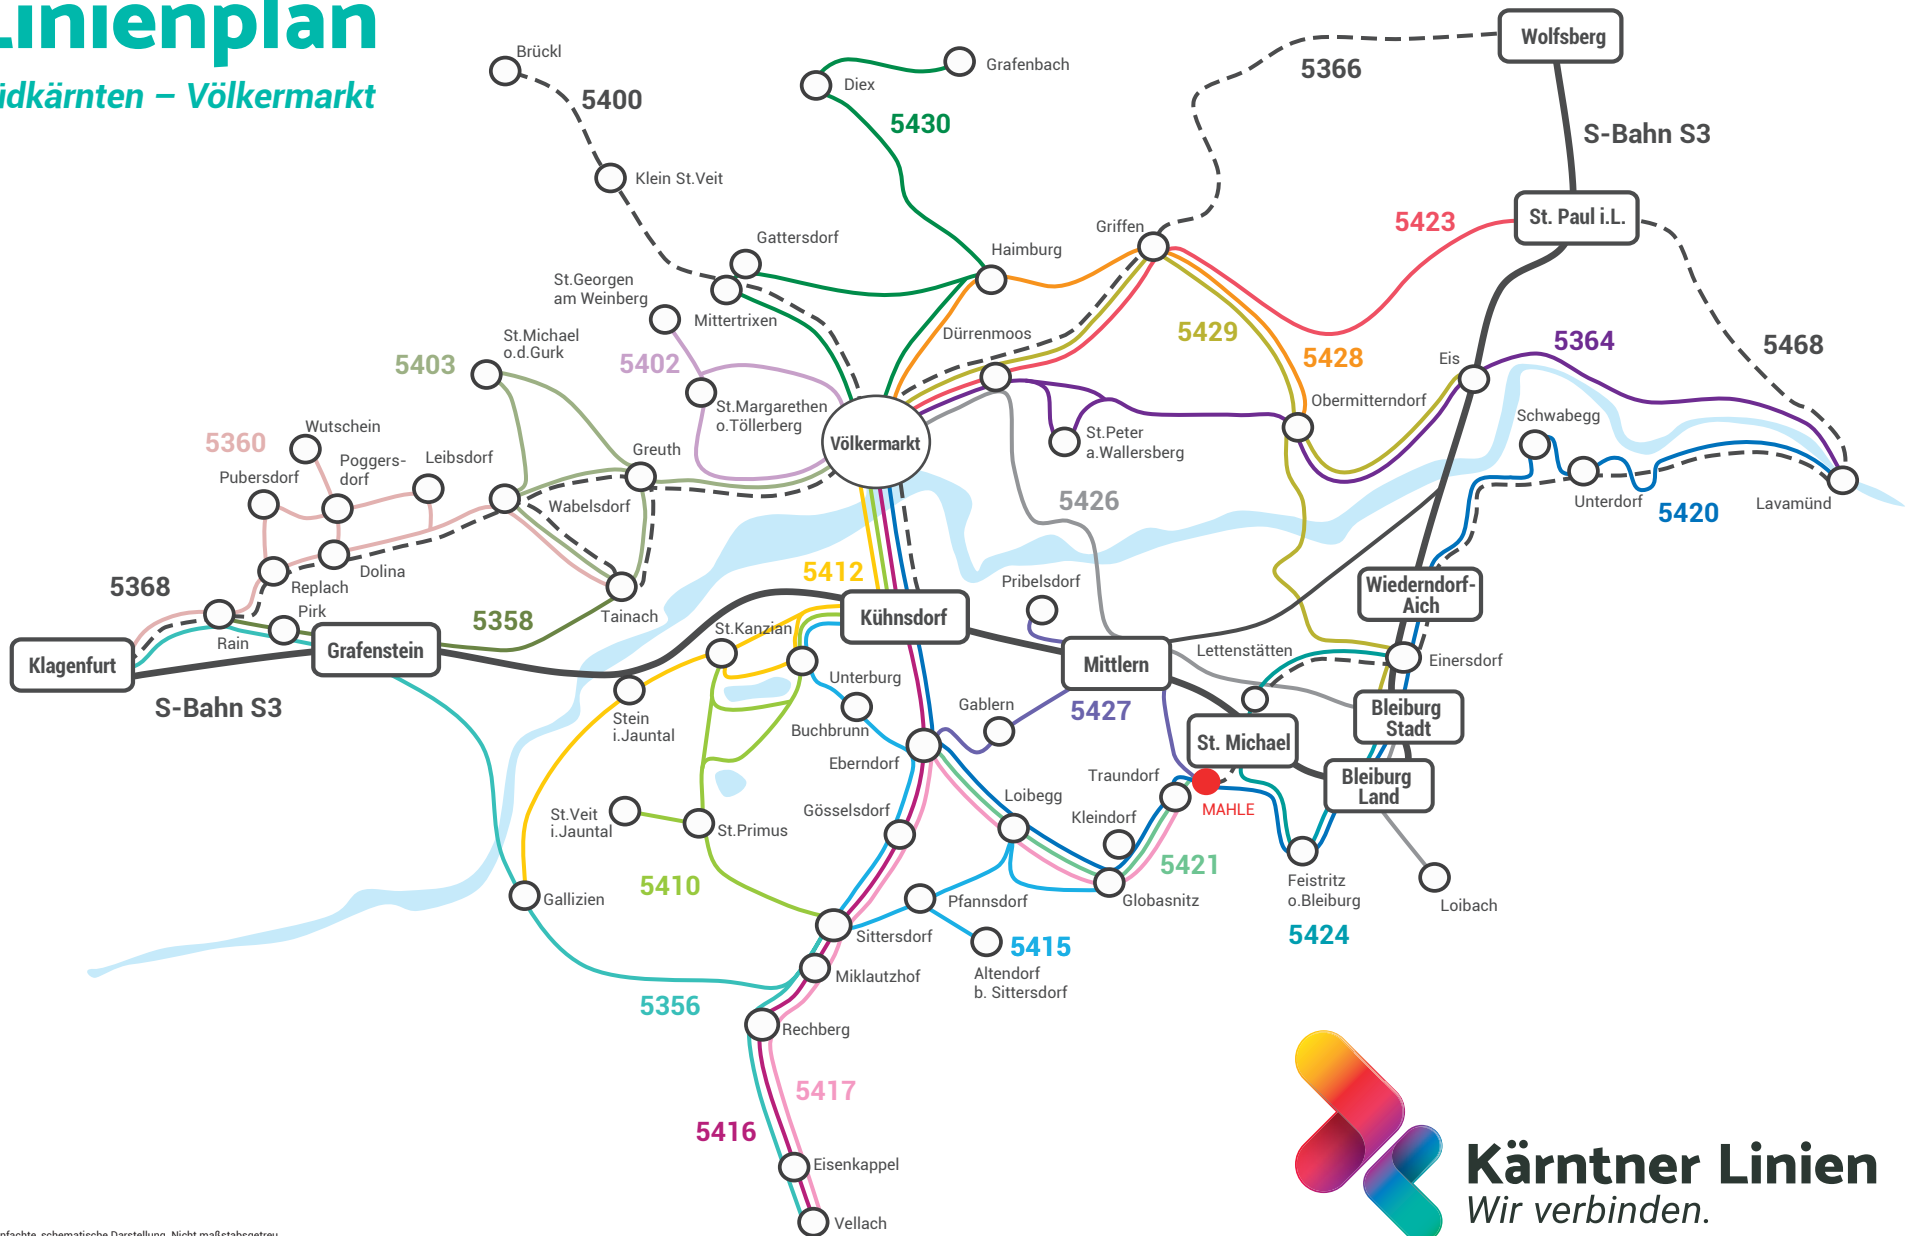 Linienplan
Südkärnten – Völkermarkt
Brückl
5400
Klein St.Veit
Diex
Grafenbach
5430
5366
Wolfsberg
S-Bahn S3
St. Paul i.L.
5423
5468
Griffen
Haimburg
Gattersdorf
Mittertrixen
St.Georgen
am Weinberg
St.Michael
o.d.Gurk
5403
5402
St.Margarethen
o.Töllerberg
Völkermarkt
Dürrenmoos
5429
5428
Obermitterndorf
St.Peter
a.Wallersberg
Eis
5364
Schwabegg
Unterdorf
5420
Lavamünd
5360
Wutschein
Pubersdorf
Poggers-
dorf
Leibsdorf
Greuth
Wabelsdorf
Dolina
Replach
5368
Pirk
Rain
Klagenfurt
Grafenstein
S-Bahn S3
5358
Tainach
5412
Kühnsdorf
St.Kanzian
5426
Pribelsdorf
Mittlern
Wiederndorf-
Aich
Lettenstätten
Einersdorf
Bleiburg
Stadt
St. Michael
Bleiburg
Land
Unterburg
Buchbrunn
Stein
i.Jauntal
Eberndorf
Gablern
5427
Traundorf
MAHLE
Loibegg
Kleindorf
5421
Globasnitz
Feistritz
o.Bleiburg
5424
Loibach
St.Veit
i.Jauntal
St.Primus
Gösselsdorf
5410
Gallizien
Pfannsdorf
Sittersdorf
5415
Altendorf
b. Sittersdorf
Miklautzhof
5356
Rechberg
5417
5416
Eisenkappel
Vellach
Kärntner Linien
Wir verbinden.
schematische Darstellung. Nicht maßstabsgetreu